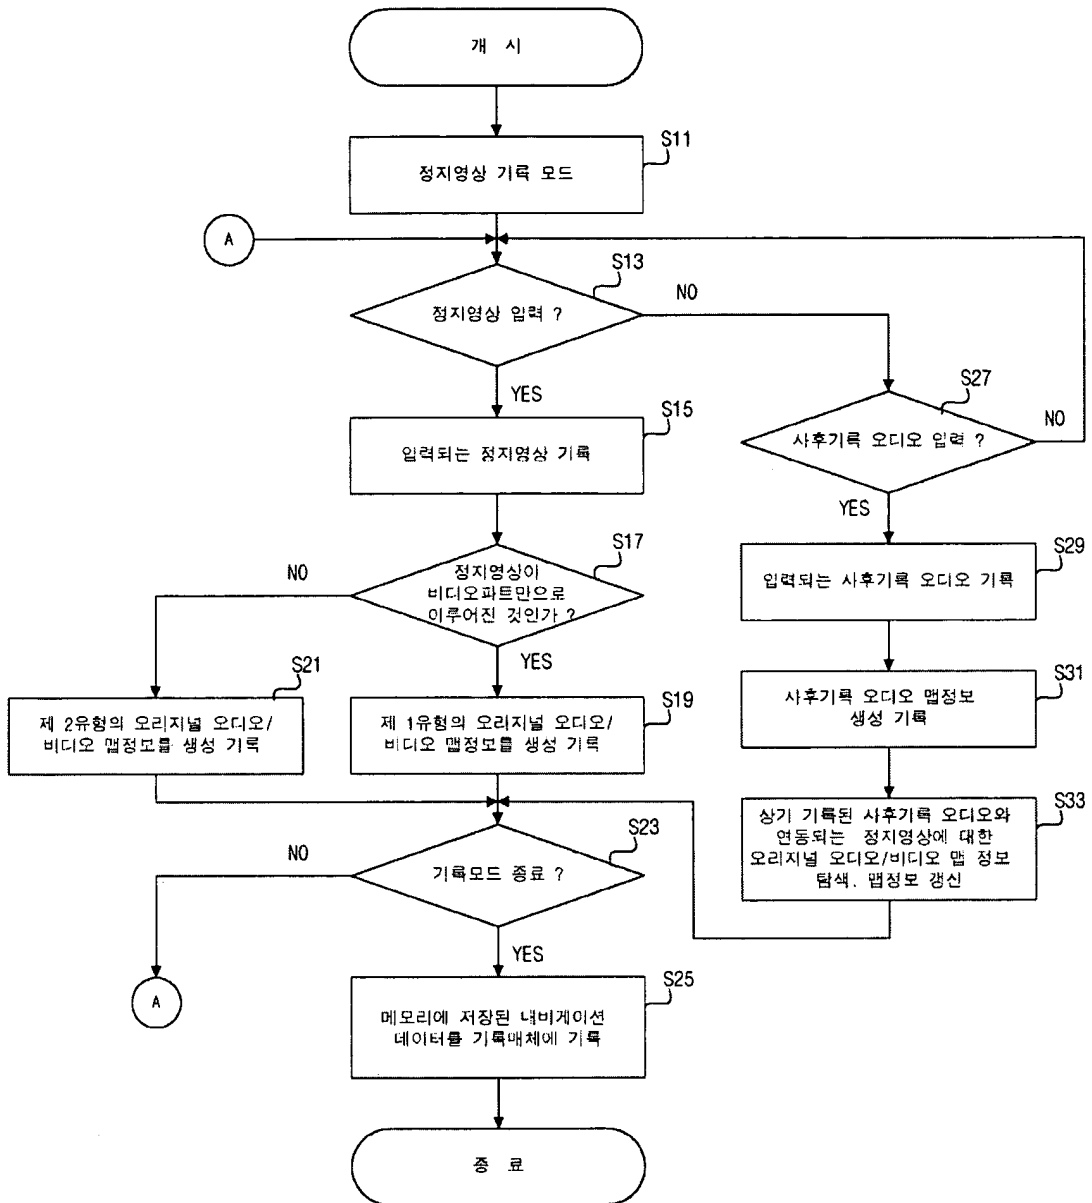 개 시
S11
정지영상 기록 모드
A
S13
정지영상 입력 ?
NO
YES
S27
사후기록 오디오 입력 ?
NO
YES
S15
입력되는 정지영상 기록
S17
정지영상이
비디오파트만으로
이루어진 것인가 ?
NO
YES
S29
입력되는 사후기록 오디오 기록
S21
제 2유형의 오리지널 오디오/
비디오 맵정보를 생성 기록
S19
제 1유형의 오리지널 오디오/
비디오 맵정보를 생성 기록
S31
사후기록 오디오 맵정보
생성 기록
S33
상기 기록된 사후기록 오디오와
연동되는 정지영상에 대한
오리지널 오디오/비디오 맵 정보
탐색, 맵정보 갱신
S23
기록모드 종료 ?
NO
YES
A
S25
메모리에 저장된 내비게이션
데이터를 기록매체에 기록
종 료